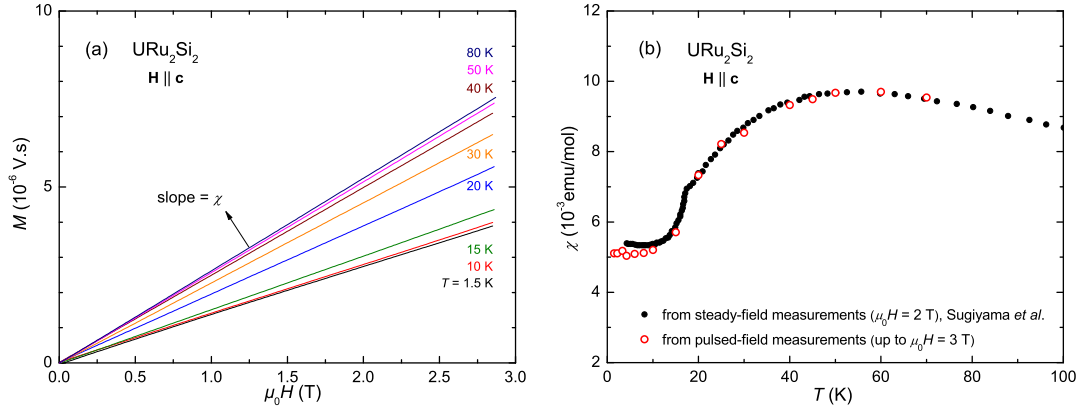 (a)
URu₂Si₂
H || c
80 K
50 K
40 K
30 K
20 K
15 K
10 K
T = 1.5 K
slope = χ
M (10⁻⁶ V.s)
10
5
0
0.0 0.5 1.0 1.5 2.0 2.5 3.0
μ₀H (T)
(b)
URu₂Si₂
H || c
χ (10⁻³emu/mol)
12
10
8
6
4
2
from steady-field measurements (μ₀H = 2 T), Sugiyama et al.
from pulsed-field measurements (up to μ₀H = 3 T)
0 20 40 60 80 100
T (K)